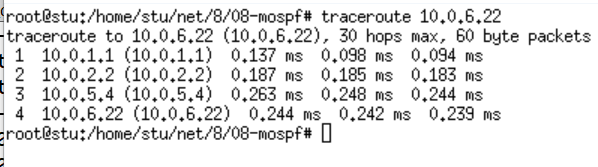 root@stu:/home/stu/net/8/08-mospf# traceroute 10.0.6.22
traceroute to 10.0.6.22 (10.0.6.22), 30 hops max, 60 byte packets
 1  10.0.1.1 (10.0.1.1)  0.137 ms  0.098 ms  0.094 ms
 2  10.0.2.2 (10.0.2.2)  0.187 ms  0.185 ms  0.183 ms
 3  10.0.5.4 (10.0.5.4)  0.263 ms  0.248 ms  0.244 ms
 4  10.0.6.22 (10.0.6.22)  0.244 ms  0.242 ms  0.239 ms
root@stu:/home/stu/net/8/08-mospf#